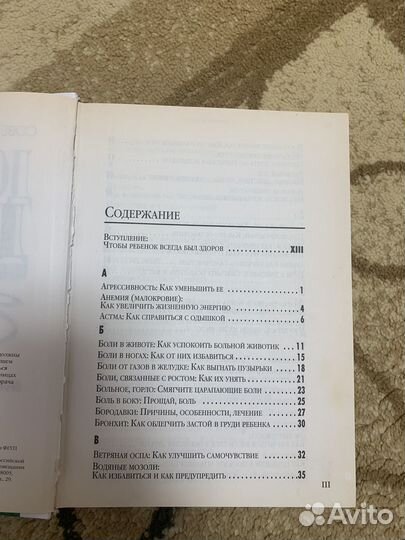 СОДЕРЖАНИЕ
ВСТУПЛЕНИЕ:
ЧТОБЫ РЕБЕНОК ВСЕГДА БЫЛ ЗДОРОВ XIII
А
АГРЕССИВНОСТЬ: КАК УМЕНЬШИТЬ ЕЕ 1
АНЕМИЯ (МАЛОКРОВИЕ):
КАК УВЕЛИЧИТЬ ЖИЗНЕННУЮ ЭНЕРГИЮ 4
АСТМА: КАК СПРАВИТЬСЯ С ОДЫШКОЙ 6
Б
БОЛИ В ЖИВОТЕ: КАК УСПОКОИТЬ БОЛЬНОЙ ЖИВОТИК 11
БОЛИ В НОГАХ: КАК ОТ НИХ ИЗБАВИТЬСЯ 15
БОЛИ ОТ ГАЗОВ В ЖЕЛУДКЕ: КАК ВЫГНАТЬ ПУЗЫРЬКИ 18
БОЛИ, СВЯЗАННЫЕ С РОСТОМ: КАК ИХ УНЯТЬ 21
БОЛЬНОЕ, ГОРЛО: СМЯГЧИТЕ ЦАРАПАЮЩИЕ БОЛИ 23
БОЛЬ В БОКУ: ПРОЩАЙ, БОЛЬ 25
БОРОДАВКИ: ПРИЧИНЫ, ОСОБЕННОСТИ, ЛЕЧЕНИЕ 27
БРОНХИТ: КАК ОБЛЕГЧИТЬ ЗАСТОЙ В ГРУДИ РЕБЕНКА 30
В
ВЕТРЯНАЯ ОСПА: КАК УЛУЧШИТЬ САМОЧУВСТВИЕ 32
ВОДЯНЫЕ МОЗОЛИ:
КАК ИЗБАВИТЬСЯ И КАК ПРЕДУПРЕДИТЬ 35
III
Avito